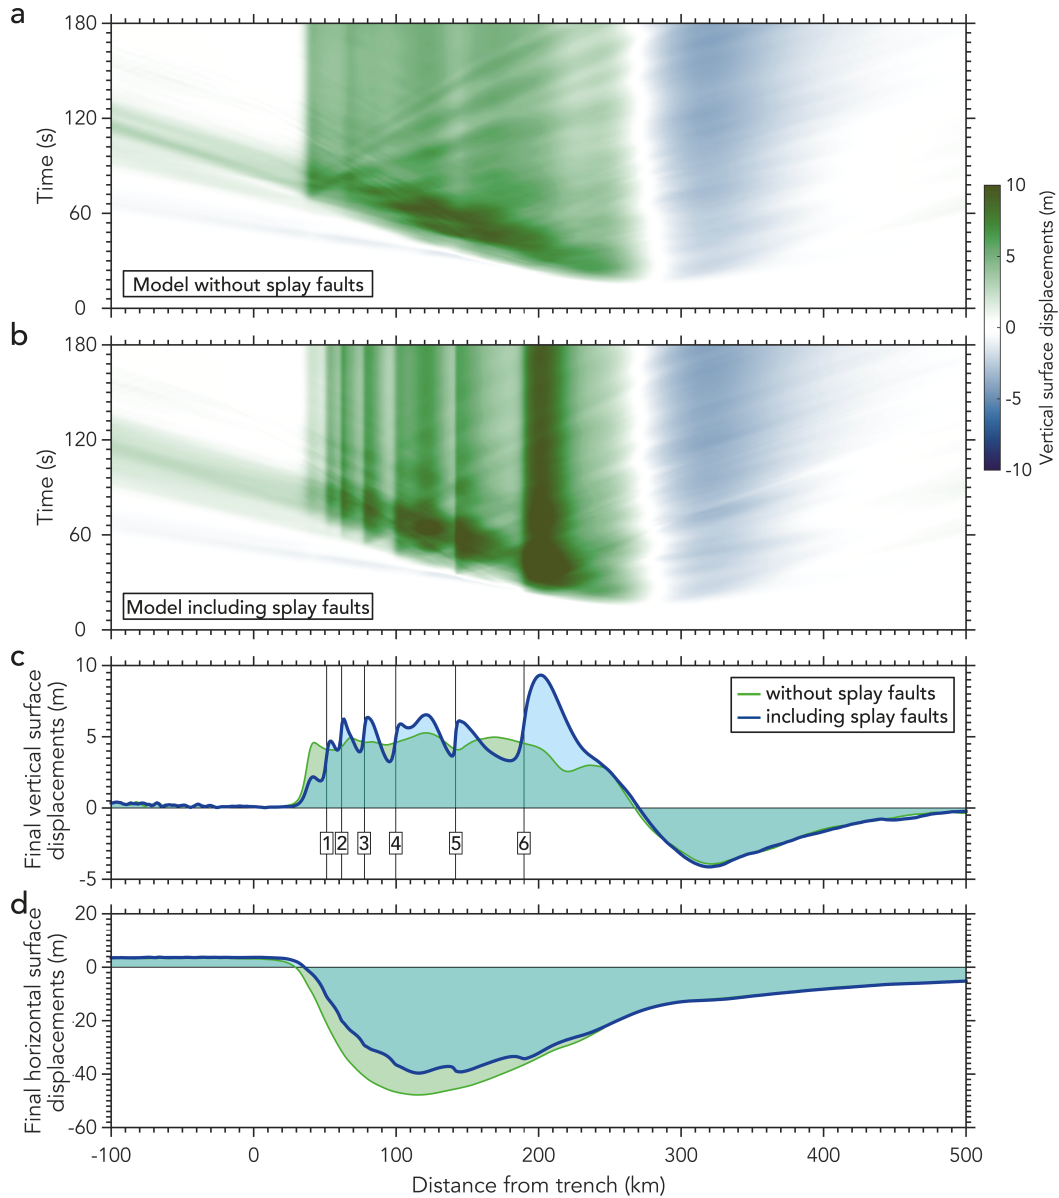 a
180
120
60
0
Time (s)
Model without splay faults
b
180
120
60
0
Time (s)
Model including splay faults
10
5
0
-5
-10
Vertical surface displacements (m)
c
10
5
0
-5
Final vertical surface
displacements (m)
without splay faults
including splay faults
1 2 3 4 5 6
d
20
0
-20
-40
-60
Final horizontal surface
displacements (m)
-100 0 100 200 300 400 500
Distance from trench (km)